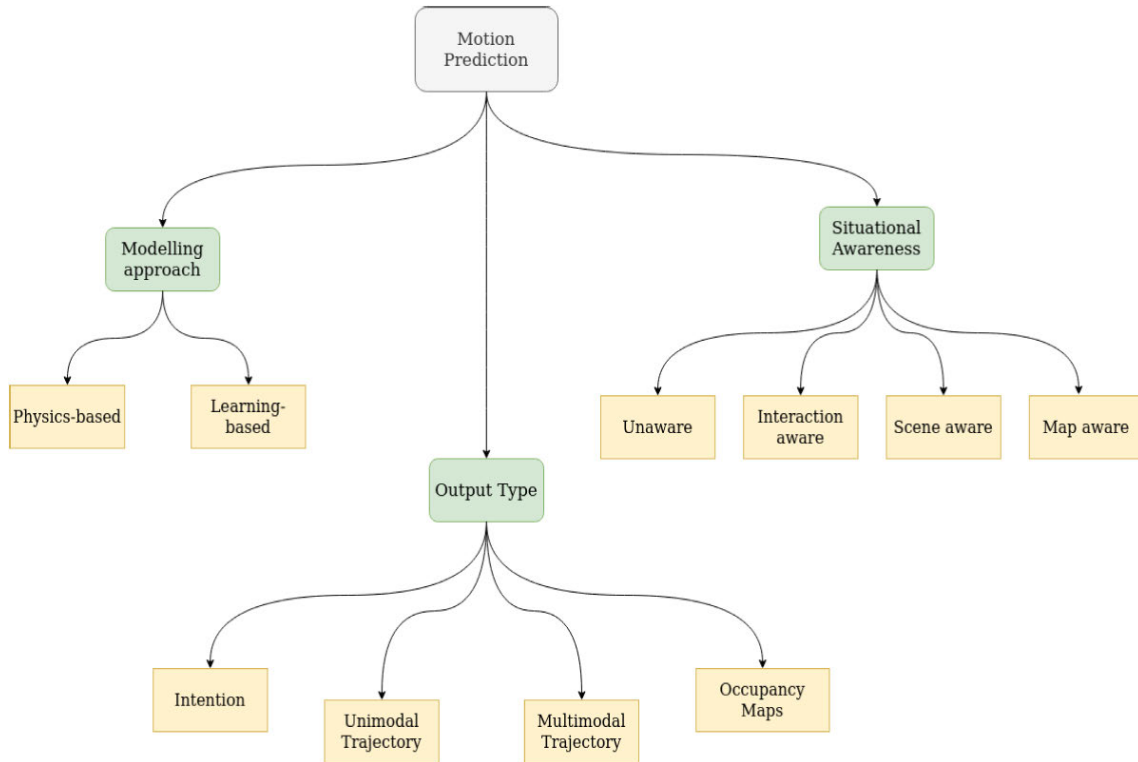 Motion
Prediction
Modelling
approach
Situational
Awareness
Physics-based
Learning-
based
Unaware
Interaction
aware
Scene aware
Map aware
Output Type
Intention
Unimodal
Trajectory
Multimodal
Trajectory
Occupancy
Maps